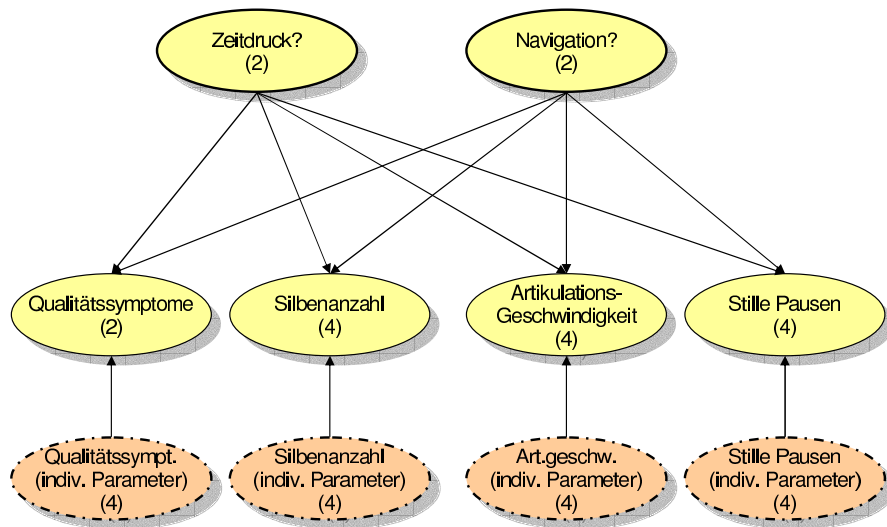 Zeitdruck?
(2)
Navigation?
(2)
Qualitätssymptome
(2)
Silbenanzahl
(4)
Artikulations-
Geschwindigkeit
(4)
Stille Pausen
(4)
Qualitätssympt.
(indiv. Parameter)
(4)
Silbenanzahl
(indiv. Parameter)
(4)
Art.geschw.
(indiv. Parameter)
(4)
Stille Pausen
(indiv. Parameter)
(4)